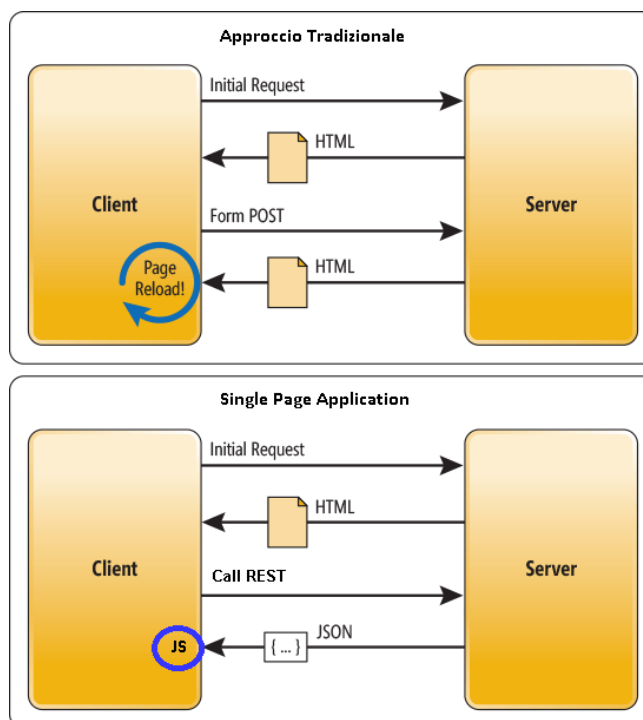 Approccio Tradizionale
Initial Request
HTML
Client
Server
Form POST
HTML
Page
Reload!
Single Page Application
Initial Request
HTML
Client
Server
Call REST
JSON
{ ... }
JS